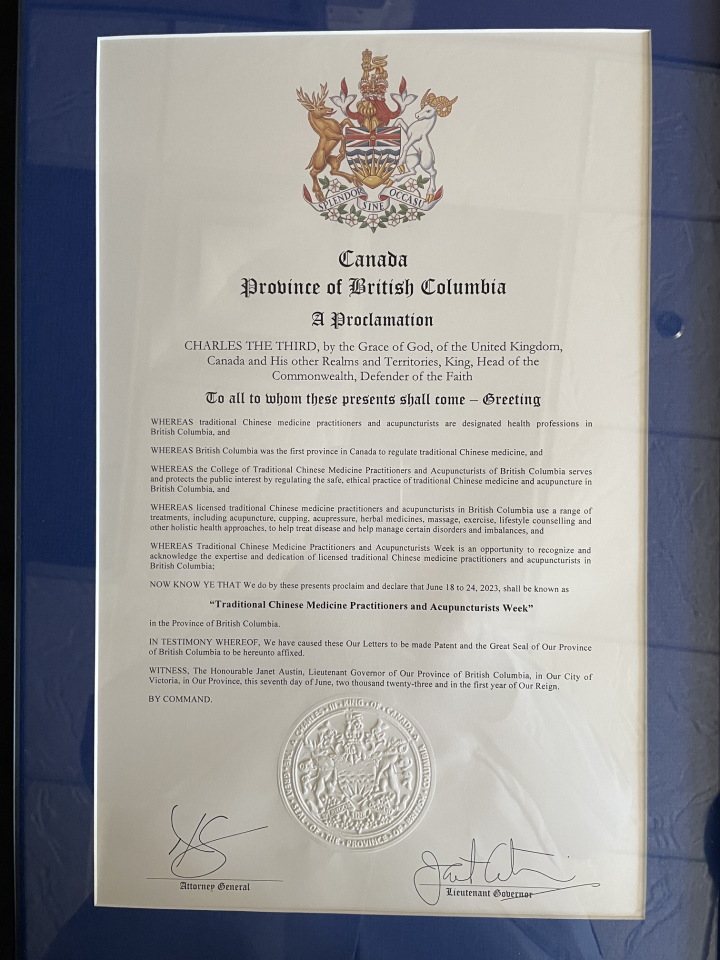 SPLENDOR SINE OCCASU
Canada
Province of British Columbia
A Proclamation
CHARLES THE THIRD, by the Grace of God, of the United Kingdom,
Canada and His other Realms and Territories, King, Head of the
Commonwealth, Defender of the Faith
To all to whom these presents shall come – Greeting
WHEREAS traditional Chinese medicine practitioners and acupuncturists are designated health professions in
British Columbia, and
WHEREAS British Columbia was the first province in Canada to regulate traditional Chinese medicine, and
WHEREAS the College of Traditional Chinese Medicine Practitioners and Acupuncturists of British Columbia serves
and protects the public interest by regulating the safe, ethical practice of traditional Chinese medicine and acupuncture in
British Columbia, and
WHEREAS licensed traditional Chinese medicine practitioners and acupuncturists in British Columbia use a range of
treatments, including acupuncture, cupping, acupressure, herbal medicines, massage, exercise, lifestyle counselling and
other holistic health approaches, to help treat disease and help manage certain disorders and imbalances, and
WHEREAS Traditional Chinese Medicine Practitioners and Acupuncturists Week is an opportunity to recognize and
acknowledge the expertise and dedication of licensed traditional Chinese medicine practitioners and acupuncturists in
British Columbia;
NOW KNOW YE THAT We do by these presents proclaim and declare that June 18 to 24, 2023, shall be known as
“Traditional Chinese Medicine Practitioners and Acupuncturists Week”
in the Province of British Columbia.
IN TESTIMONY WHEREOF, We have caused these Our Letters to be made Patent and the Great Seal of Our Province
of British Columbia to be hereunto affixed.
WITNESS, The Honourable Janet Austin, Lieutenant Governor of Our Province of British Columbia, in Our City of
Victoria, in Our Province, this seventh day of June, two thousand twenty-three and in the first year of Our Reign.
BY COMMAND.
CHARLES III KING OF CANADA
OF THE PROVINCE OF BRITISH COLUMBIA
Attorney General
Lieutenant Governor